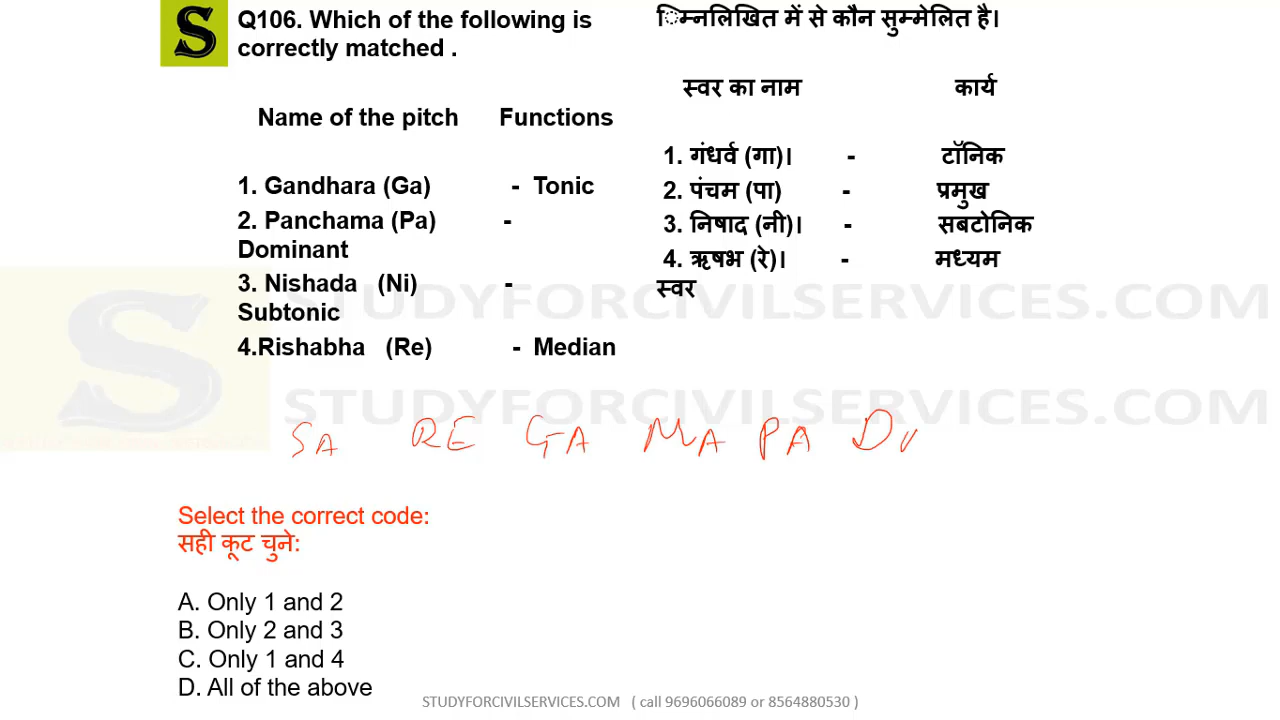 S
Q106. Which of the following is
correctly matched .
Name of the pitch Functions
1. Gandhara (Ga) - Tonic
2. Panchama (Pa) -
Dominant
3. Nishada (Ni) -
Subtonic
4.Rishabha (Re) - Median
िम्नलिखित में से कौन सुम्मेलित है।
स्वर का नाम कार्य
1. गंधर्व (गा)। - टॉनिक
2. पंचम (पा) - प्रमुख
3. निषाद (नी)। - सबटोनिक
4. ऋषभ (रे)। - मध्यम
स्वर
STUDYFORCIVILSERVICES.COM
STUDYFORCIVILSERVICES.COM
SA RE GA MA PA
Select the correct code:
सही कूट चुने:
A. Only 1 and 2
B. Only 2 and 3
C. Only 1 and 4
D. All of the above
STUDYFORCIVILSERVICES.COM ( call 9696066089 or 8564880530 )